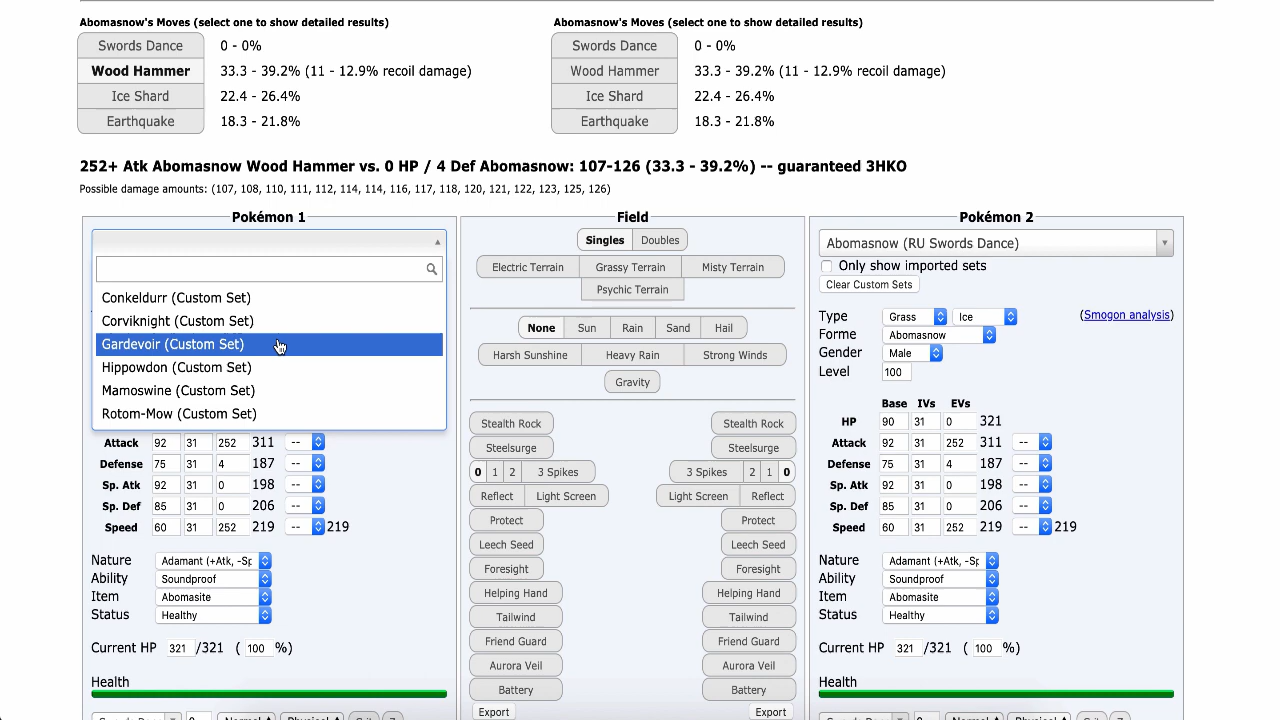 Abomasnow's Moves (select one to show detailed results)
Swords Dance 0 - 0%
Wood Hammer 33.3 - 39.2% (11 - 12.9% recoil damage)
Ice Shard 22.4 - 26.4%
Earthquake 18.3 - 21.8%
Abomasnow's Moves (select one to show detailed results)
Swords Dance 0 - 0%
Wood Hammer 33.3 - 39.2% (11 - 12.9% recoil damage)
Ice Shard 22.4 - 26.4%
Earthquake 18.3 - 21.8%
252+ Atk Abomasnow Wood Hammer vs. 0 HP / 4 Def Abomasnow: 107-126 (33.3 - 39.2%) -- guaranteed 3HKO
Possible damage amounts: (107, 108, 110, 111, 112, 114, 114, 116, 117, 118, 120, 121, 122, 123, 125, 126)
Pokémon 1
Conkeldurr (Custom Set)
Corviknight (Custom Set)
Gardevoir (Custom Set)
Hippowdon (Custom Set)
Mamoswine (Custom Set)
Rotom-Mow (Custom Set)
Attack 92 31 252 311 --
Defense 75 31 4 187 --
Sp. Atk 92 31 0 198 --
Sp. Def 85 31 0 206 --
Speed 60 31 252 219 -- 219
Nature Adamant (+Atk, -Sp
Ability Soundproof
Item Abomasite
Status Healthy
Current HP 321 /321 ( 100 %)
Health
Field
Singles Doubles
Electric Terrain Grassy Terrain Misty Terrain
Psychic Terrain
None Sun Rain Sand Hail
Harsh Sunshine Heavy Rain Strong Winds
Gravity
Stealth Rock Stealth Rock
Steelsurge Steelsurge
0 1 2 3 Spikes 3 Spikes 2 1 0
Reflect Light Screen Light Screen Reflect
Protect Protect
Leech Seed Leech Seed
Foresight Foresight
Helping Hand Helping Hand
Tailwind Tailwind
Friend Guard Friend Guard
Aurora Veil Aurora Veil
Battery Battery
Export Export
Pokémon 2
Abomasnow (RU Swords Dance)
Only show imported sets
Clear Custom Sets
Type Grass Ice (Smogon analysis)
Forme Abomasnow
Gender Male
Level 100
Base IVs EVs
HP 90 31 0 321
Attack 92 31 252 311 --
Defense 75 31 4 187 --
Sp. Atk 92 31 0 198 --
Sp. Def 85 31 0 206 --
Speed 60 31 252 219 -- 219
Nature Adamant (+Atk, -Sp
Ability Soundproof
Item Abomasite
Status Healthy
Current HP 321 /321 ( 100 %)
Health